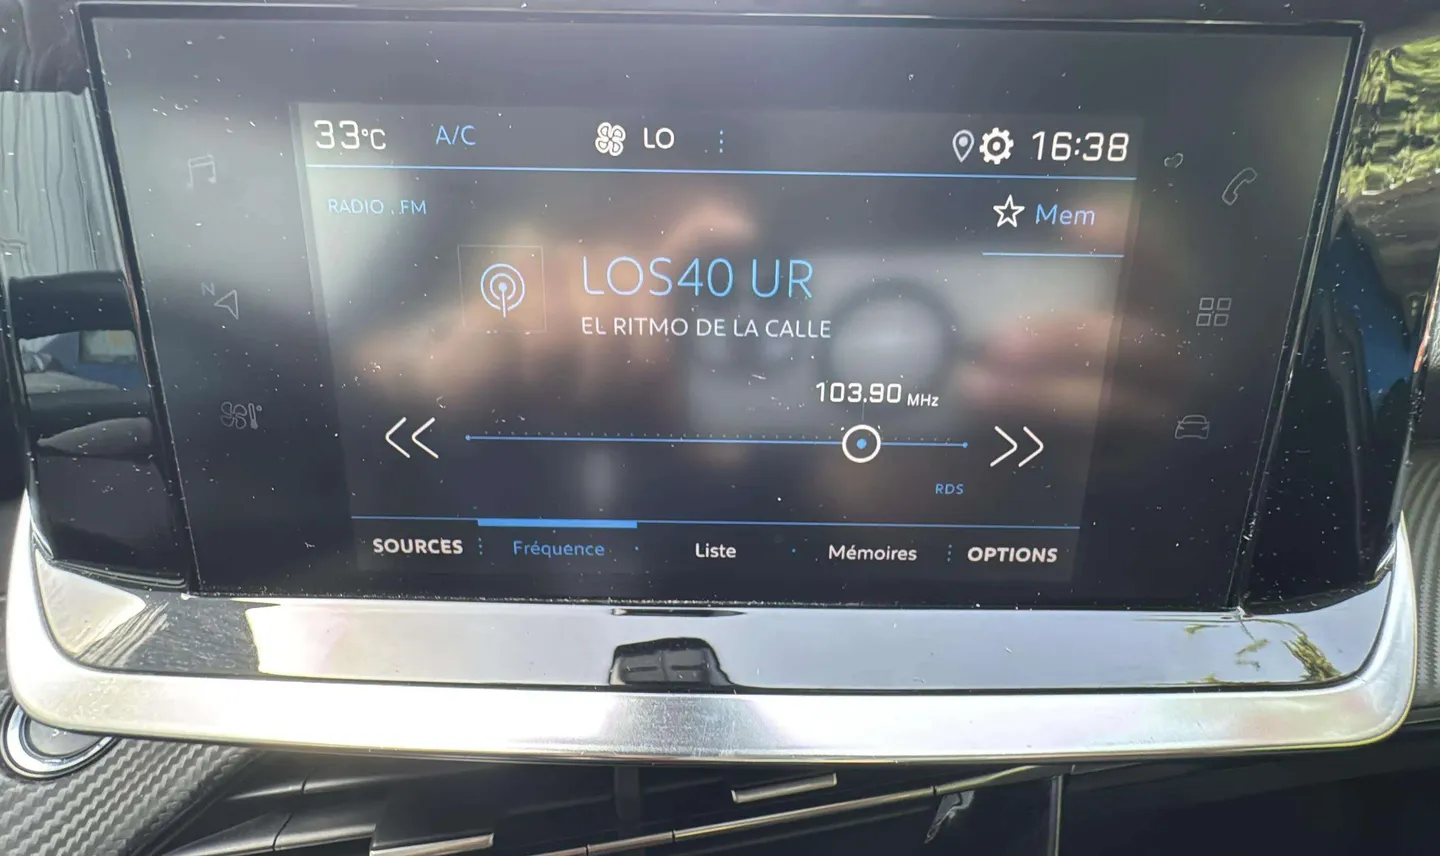 33°C A/C LO 16:38
RADIO . FM
Mem
LOS40 UR
EL RITMO DE LA CALLE
103.90 MHz
RDS
SOURCES Fréquence Liste Mémoires OPTIONS
N